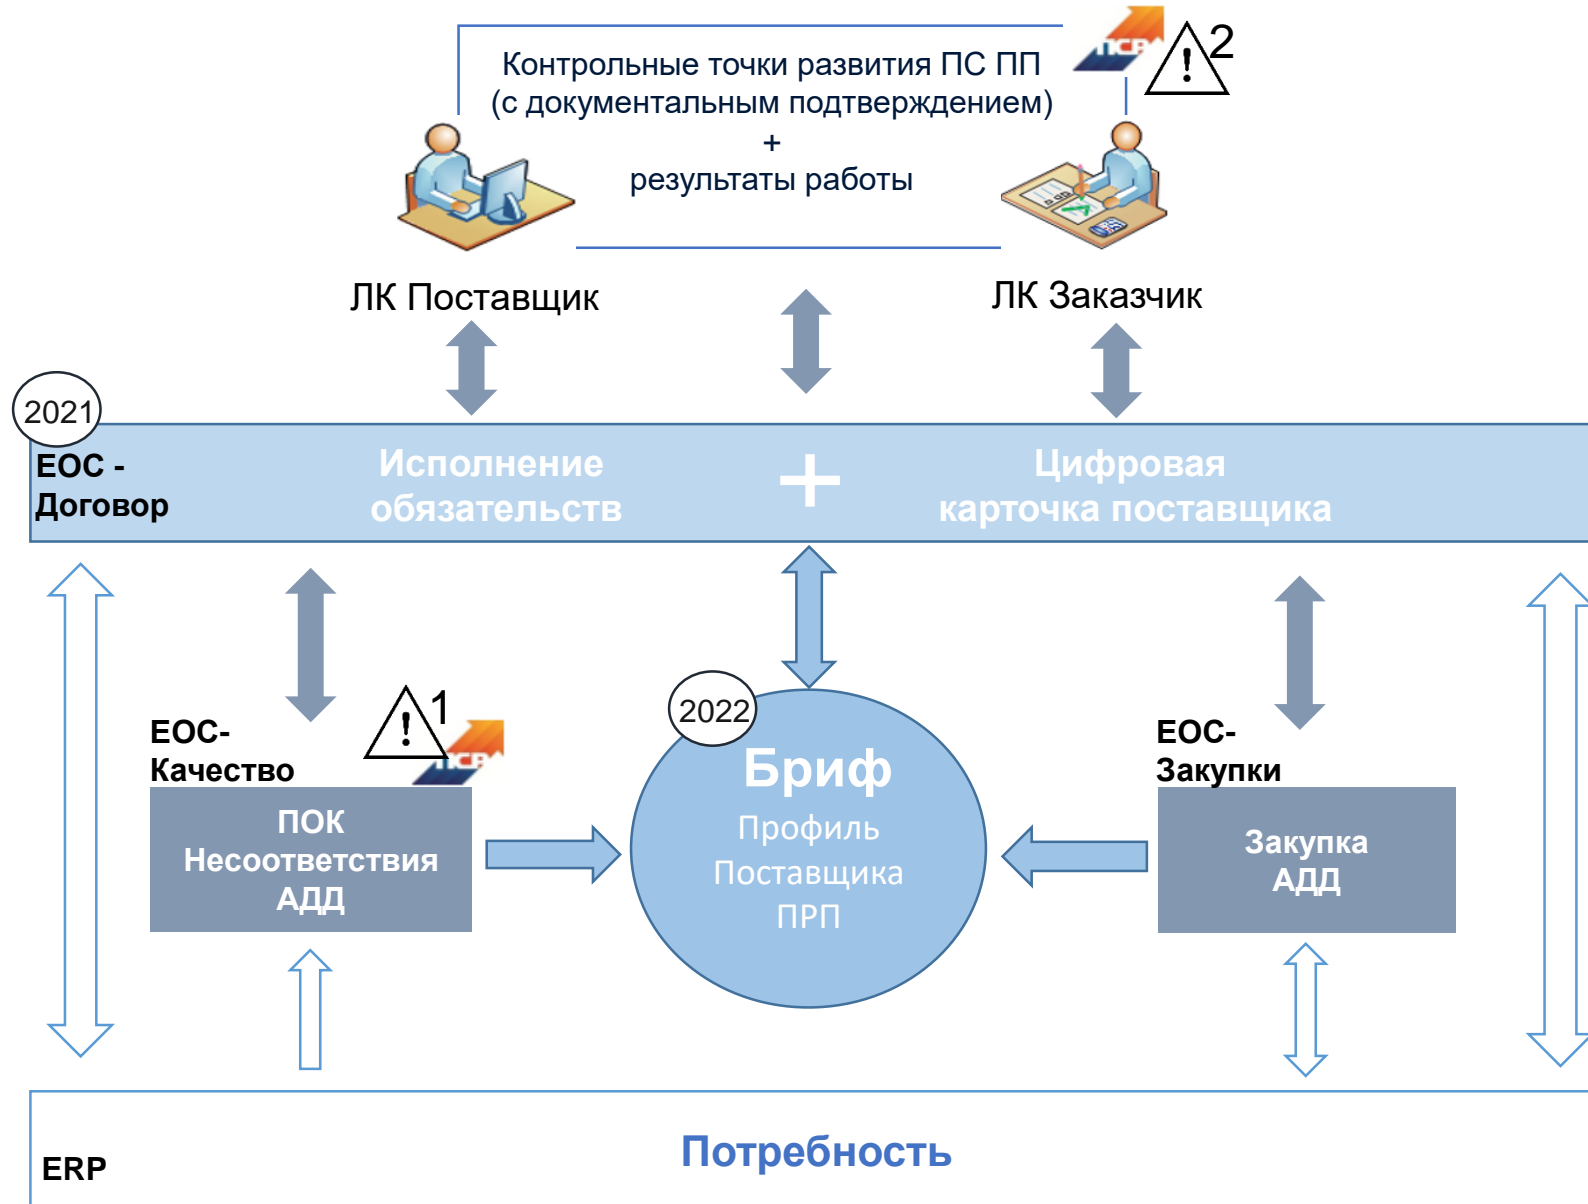 Контрольные точки развития ПС ПП
(с документальным подтверждением)
+
результаты работы
ПСР
! 2
ЛК Поставщик
ЛК Заказчик
2021
ЕОС -
Договор
Исполнение
обязательств
+
Цифровая
карточка поставщика
ЕОС-
Качество
! 1
ПСР
ПОК
Несоответствия
АДД
2022
Бриф
Профиль
Поставщика
ПРП
ЕОС-
Закупки
Закупка
АДД
ERP
Потребность